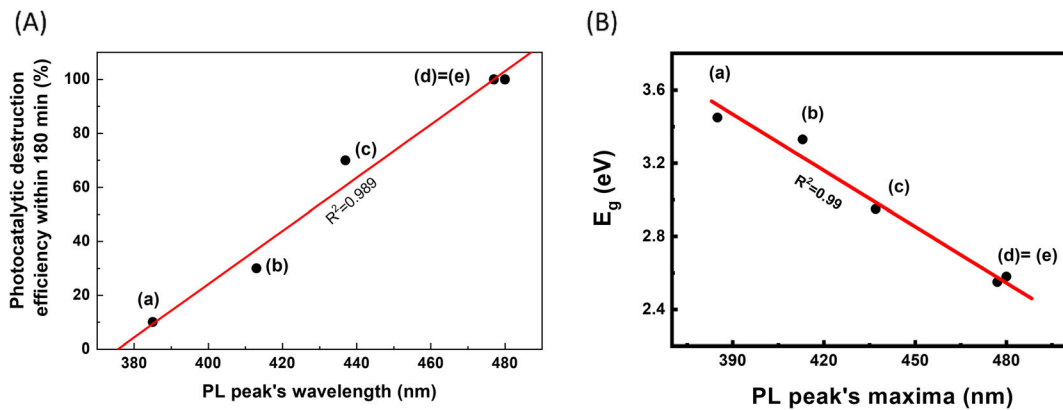 (A)
Photocatalytic destruction
efficiency within 180 min (%)
100
80
60
40
20
0
(a)
(b)
(c)
(d)=(e)
R²=0.989
380
400
420
440
460
480
PL peak's wavelength (nm)
(B)
E_g (eV)
3.6
3.2
2.8
2.4
(a)
(b)
(c)
(d)= (e)
R²=0.99
390
420
450
480
PL peak's maxima (nm)